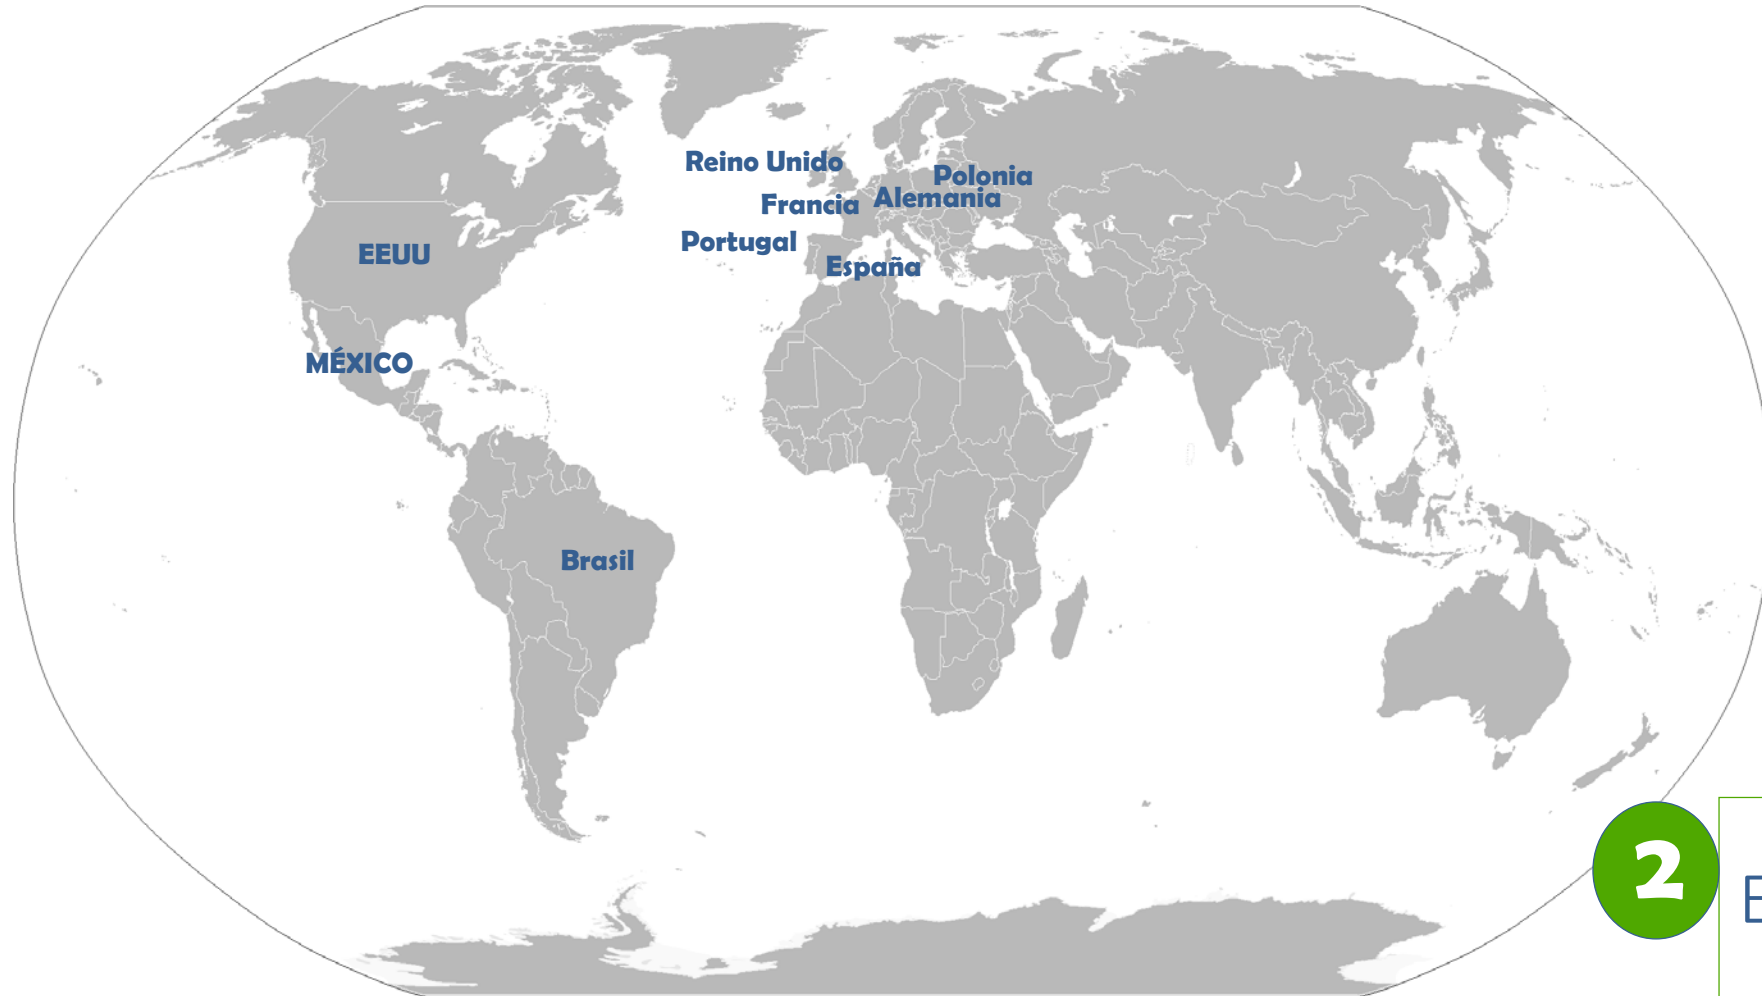 Reino Unido
Polonia
Alemania
Francia
Portugal
EEUU
España
MÉXICO
Brasil
2
E